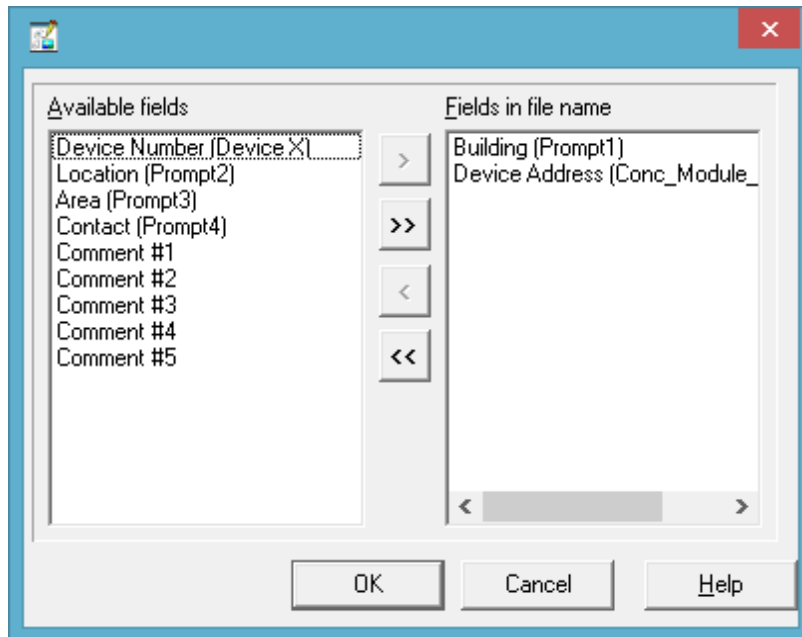 Available fields
Device Number (Device X)
Location (Prompt2)
Area (Prompt3)
Contact (Prompt4)
Comment #1
Comment #2
Comment #3
Comment #4
Comment #5
>
>>
<
<<
Fields in file name
Building (Prompt1)
Device Address (Conc_Module_
OK
Cancel
Help